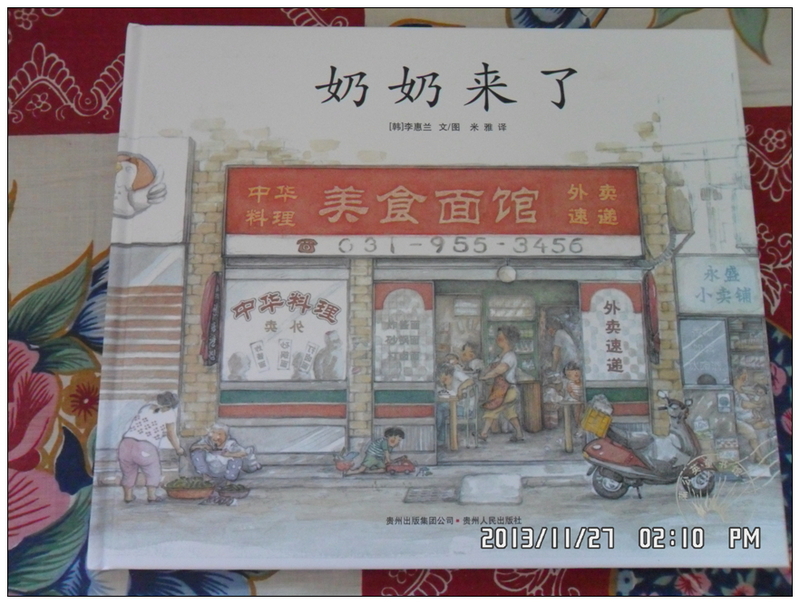 奶奶来了
[韩]李惠兰 文/图 米雅 译
中华料理
美食面馆
外卖速递
☎ 031-955-3456
中华料理
外卖速递
永盛
小卖铺
贵州出版集团公司·贵州人民出版社
2013/11/27 02:10 PM